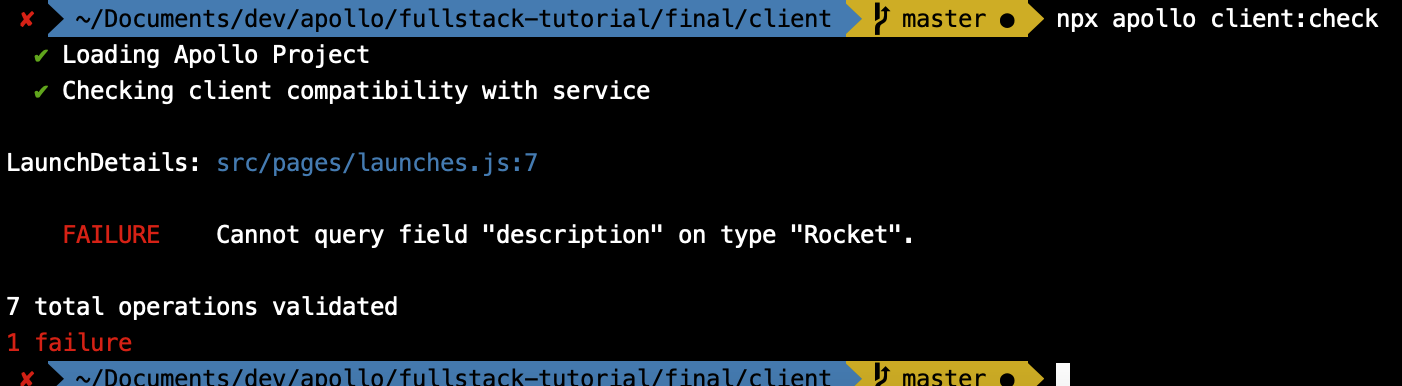 ✘ ~/Documents/dev/apollo/fullstack-tutorial/final/client master ● npx apollo client:check
✔ Loading Apollo Project
✔ Checking client compatibility with service
LaunchDetails: src/pages/launches.js:7
FAILURE Cannot query field "description" on type "Rocket".
7 total operations validated
1 failure
✘ ~/Documents/dev/apollo/fullstack-tutorial/final/client master ●